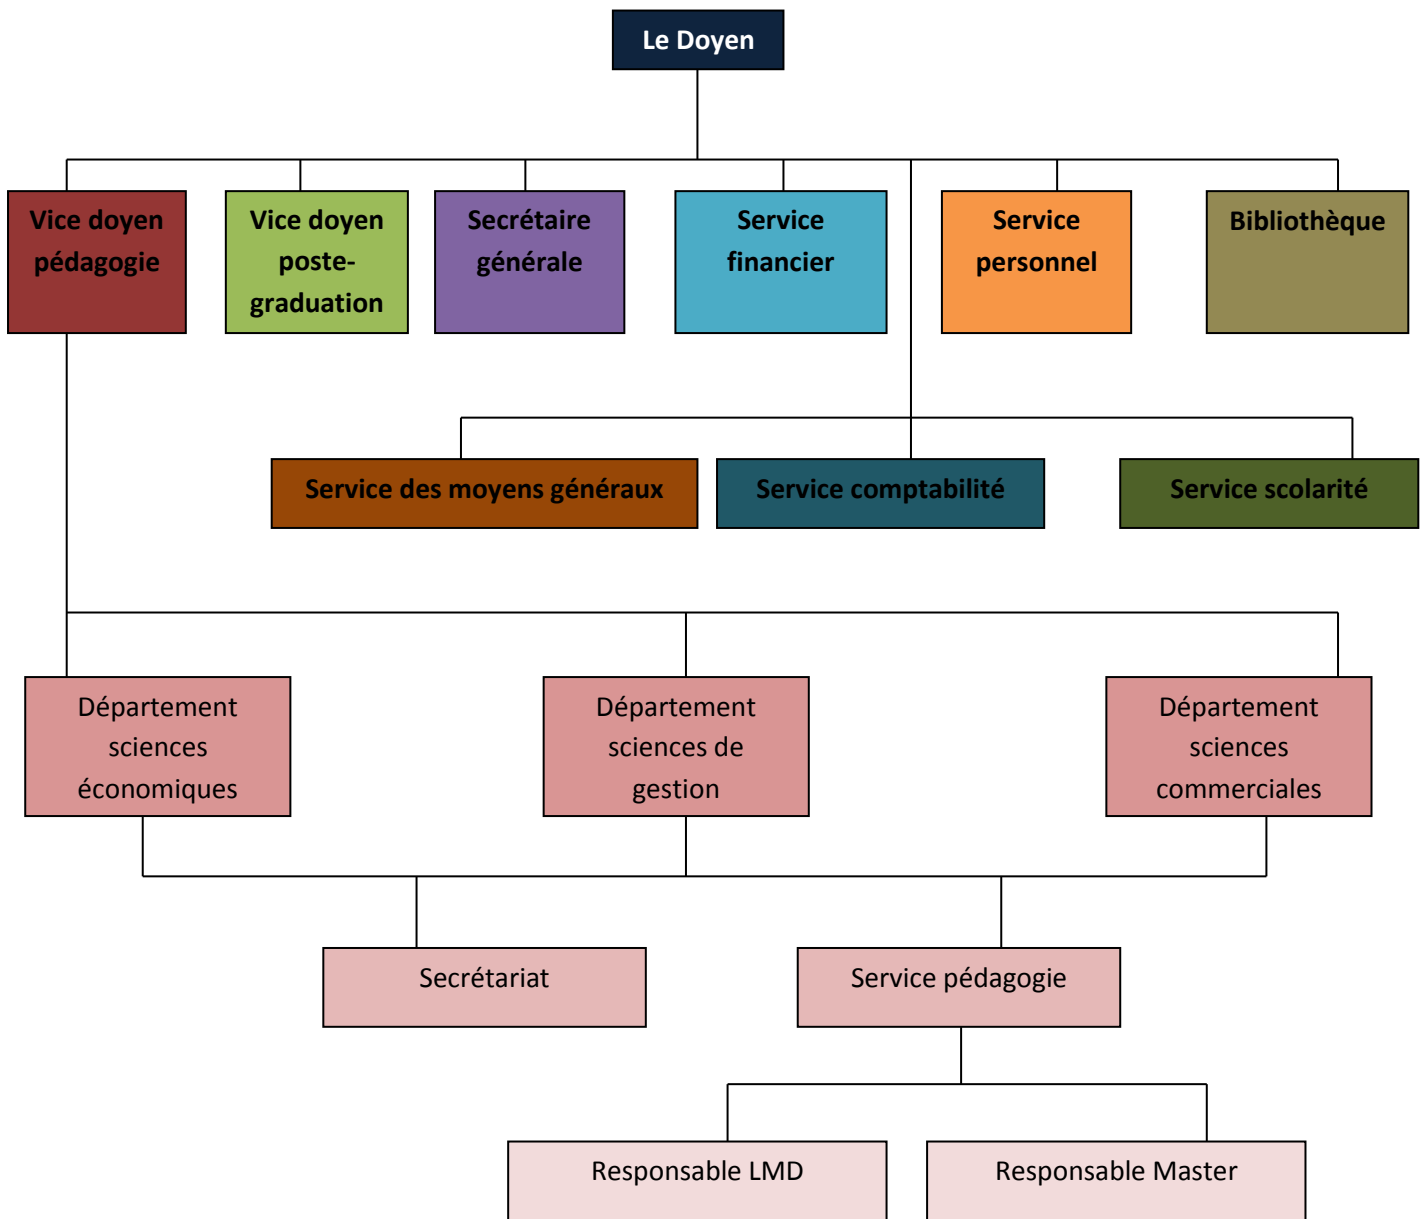 Le Doyen
Vice doyen
pédagogie
Vice doyen
poste-
graduation
Secrétaire
générale
Service
financier
Service
personnel
Bibliothèque
Service des moyens généraux
Service comptabilité
Service scolarité
Département
sciences
économiques
Département
sciences de
gestion
Département
sciences
commerciales
Secrétariat
Service pédagogie
Responsable LMD
Responsable Master